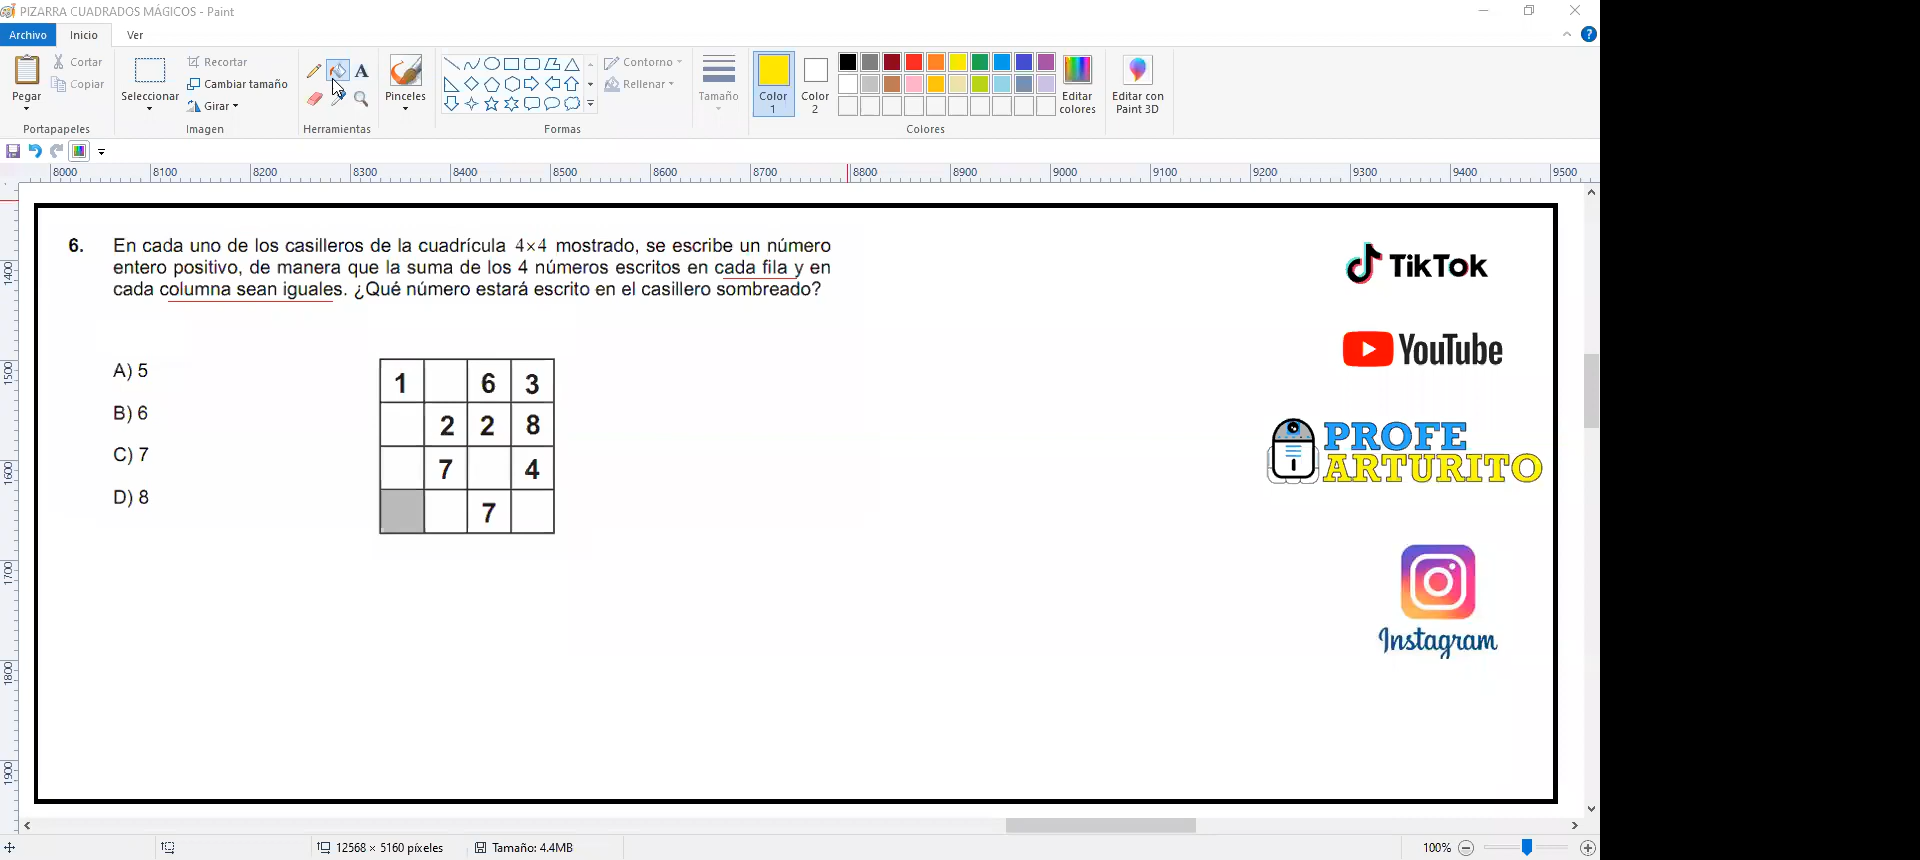 PIZARRA CUADRADOS MÁGICOS - Paint
Archivo Inicio Ver
Pegar
Cortar
Copiar
Portapapeles
Seleccionar
Recortar
Cambiar tamaño
Girar
Imagen
A
Herramientas
Pinceles
Formas
Contorno
Rellenar
Tamaño
Color 1
Color 2
Colores
Editar colores
Editar con Paint 3D
8000 8100 8200 8300 8400 8500 8600 8700 8800 8900 9000 9100 9200 9300 9400 9500
1400
1500
1600
1700
1800
1900
6. En cada uno de los casilleros de la cuadrícula 4×4 mostrado, se escribe un número
entero positivo, de manera que la suma de los 4 números escritos en cada fila y en
cada columna sean iguales. ¿Qué número estará escrito en el casillero sombreado?
A) 5
B) 6
C) 7
D) 8
1 6 3
2 2 8
7 4
7
TikTok
YouTube
PROFE
ARTURITO
Instagram
12568 × 5160 píxeles
Tamaño: 4.4MB
100%